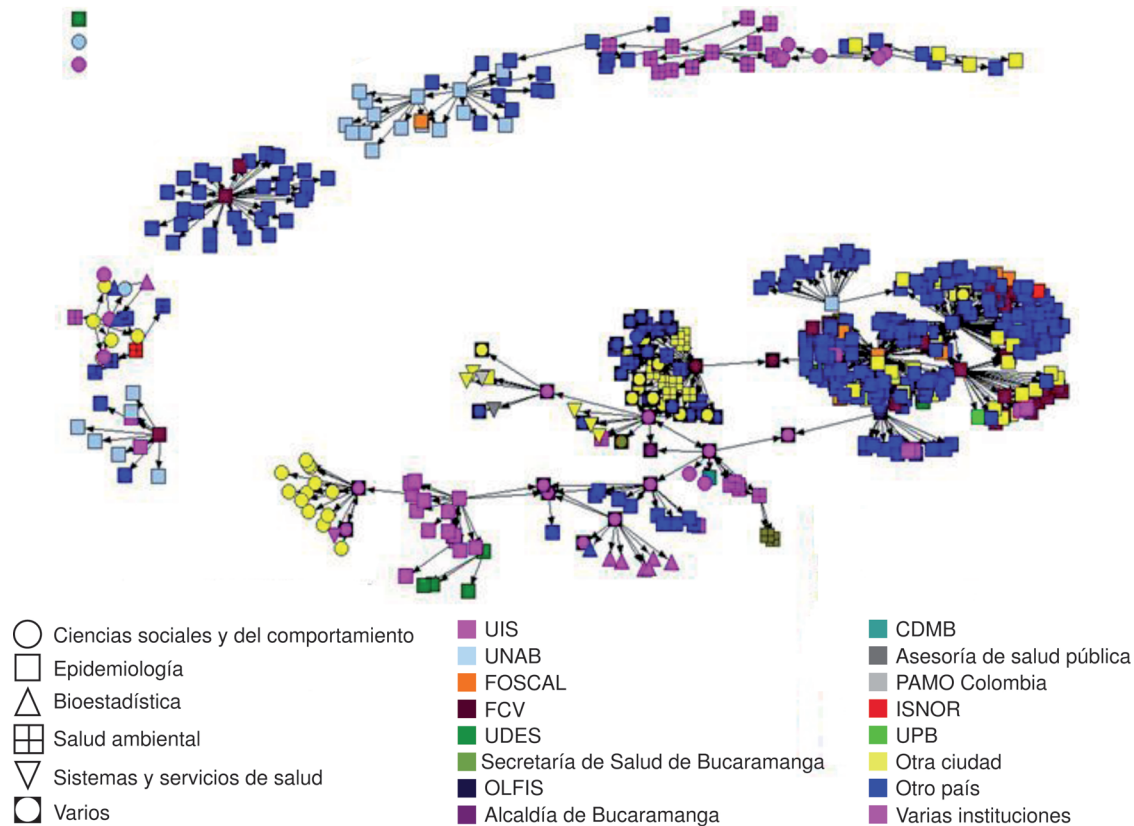 Ciencias sociales y del comportamiento
Epidemiología
Bioestadística
Salud ambiental
Sistemas y servicios de salud
Varios
UIS
UNAB
FOSCAL
FCV
UDES
Secretaría de Salud de Bucaramanga
OLFIS
Alcaldía de Bucaramanga
CDMB
Asesoría de salud pública
PAMO Colombia
ISNOR
UPB
Otra ciudad
Otro país
Varias instituciones